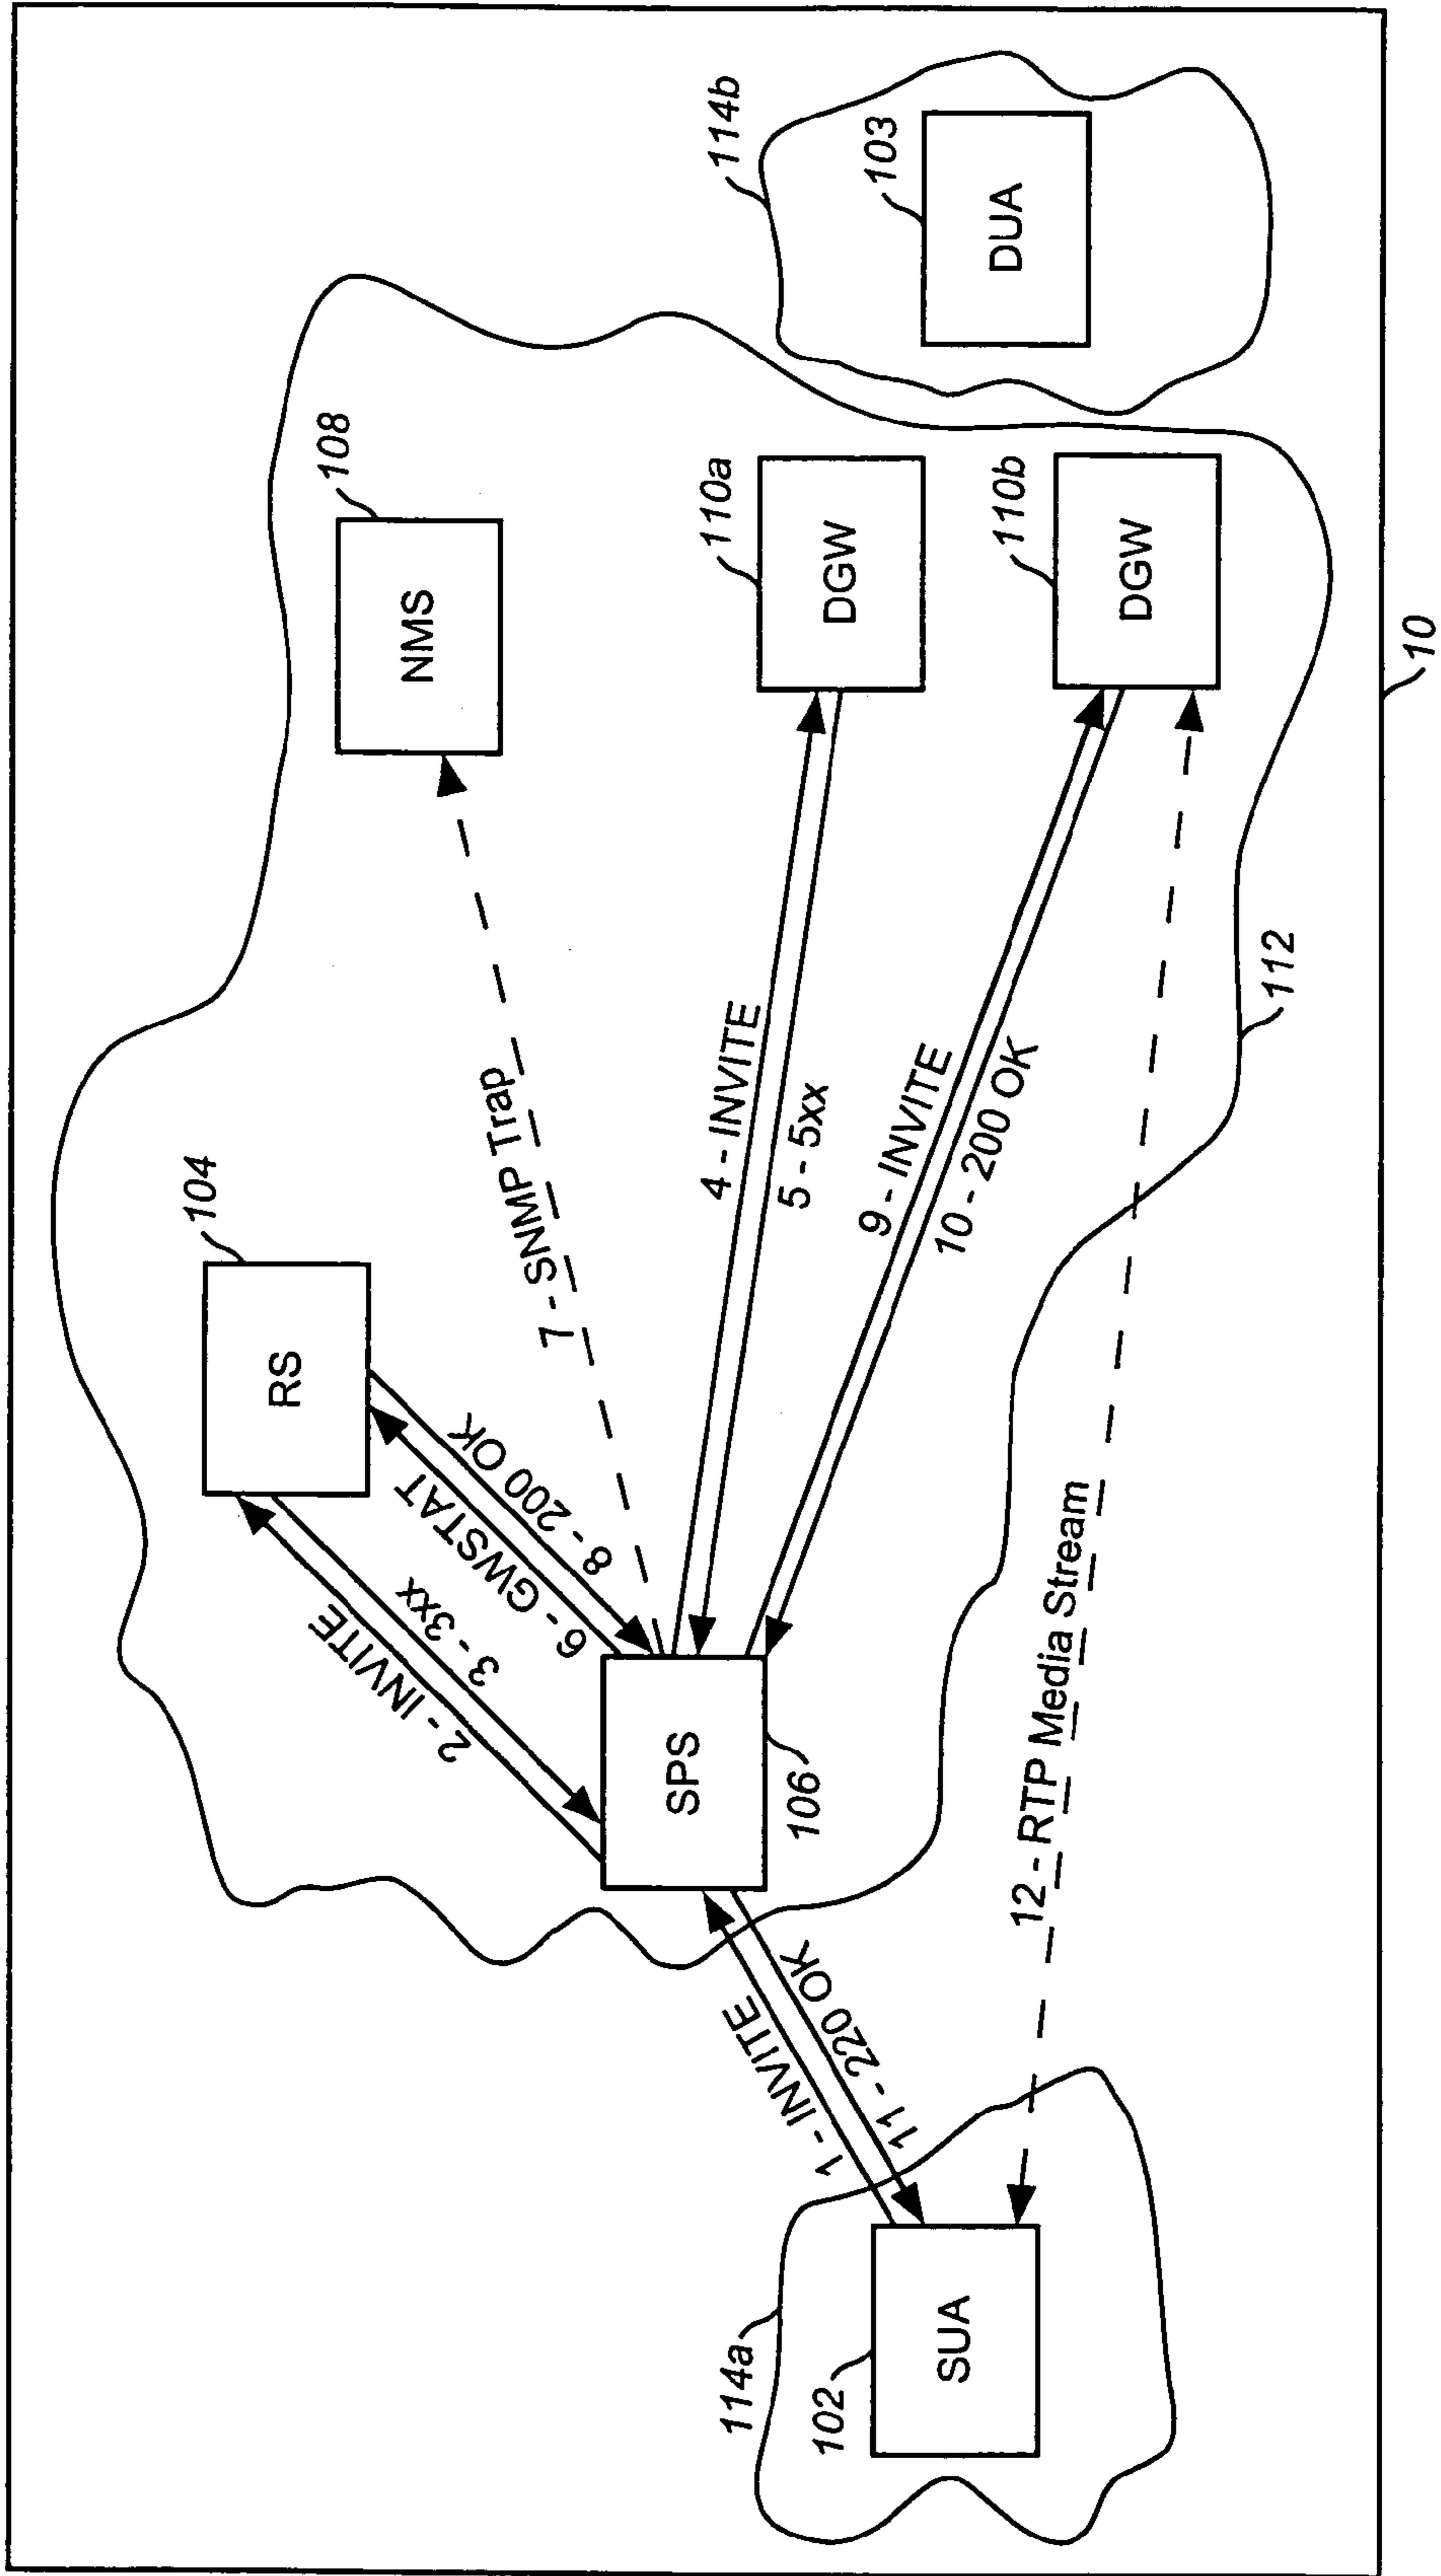 10
114a
102
SUA
1 - INVITE
11 - 220 OK
SPS
106
2 - INVITE
3 - 3xx
6 - GWSTAT
8 - 200 OK
RS
104
7 - SNMP Trap
NMS
108
4 - INVITE
5 - 5xx
DGW
110a
9 - INVITE
10 - 200 OK
DGW
110b
12 - RTP Media Stream
112
114b
103
DUA